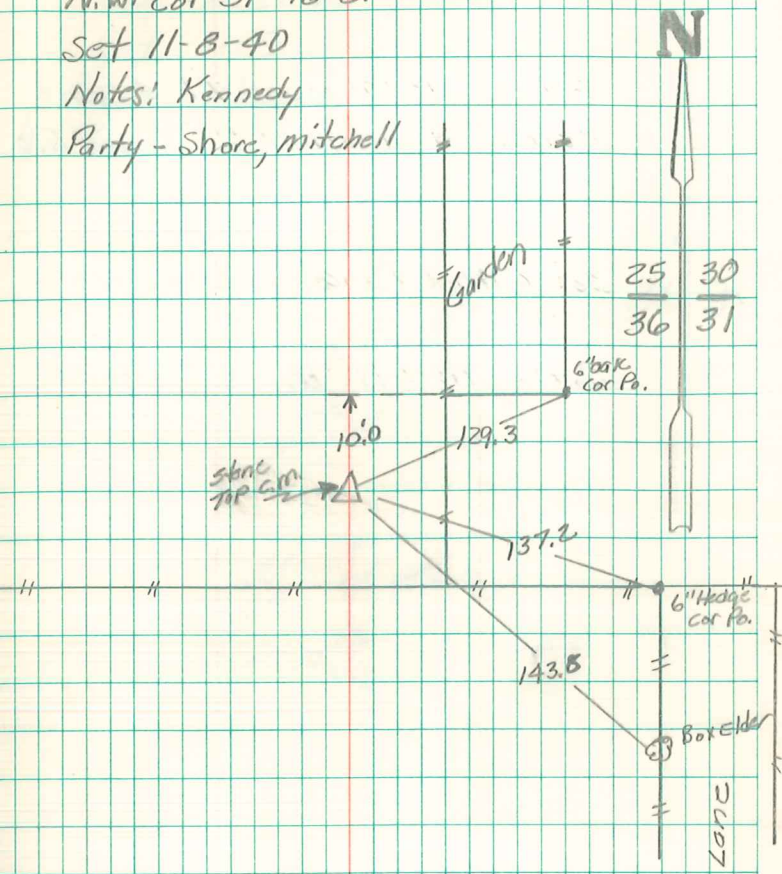 N.W. Cor 31-
Set 11-8-40
N
Notes: Kennedy
Party - Shore, mitchell
Garden
25 30
36 31
6" oak
cor Po.
10.0
129.3
stone
Top c.m.
137.2
6" Hedge
cor Po.
143.8
Box Elder
Lane